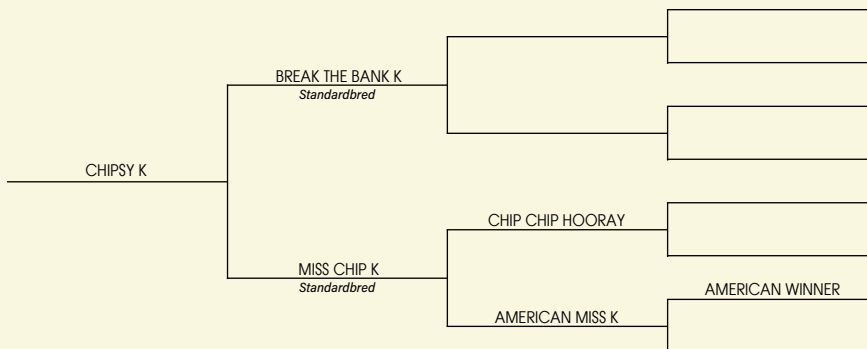 BREAK THE BANK K
Standardbred
CHIPSY K
CHIP CHIP HOORAY
MISS CHIP K
Standardbred
AMERICAN WINNER
AMERICAN MISS K